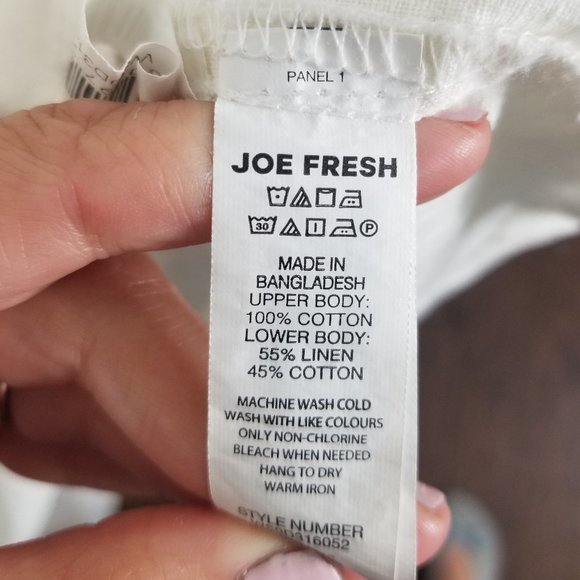 PANEL 1
JOE FRESH
30 P
MADE IN
BANGLADESH
UPPER BODY:
100% COTTON
LOWER BODY:
55% LINEN
45% COTTON
MACHINE WASH COLD
WASH WITH LIKE COLOURS
ONLY NON-CHLORINE
BLEACH WHEN NEEDED
HANG TO DRY
WARM IRON
STYLE NUMBER